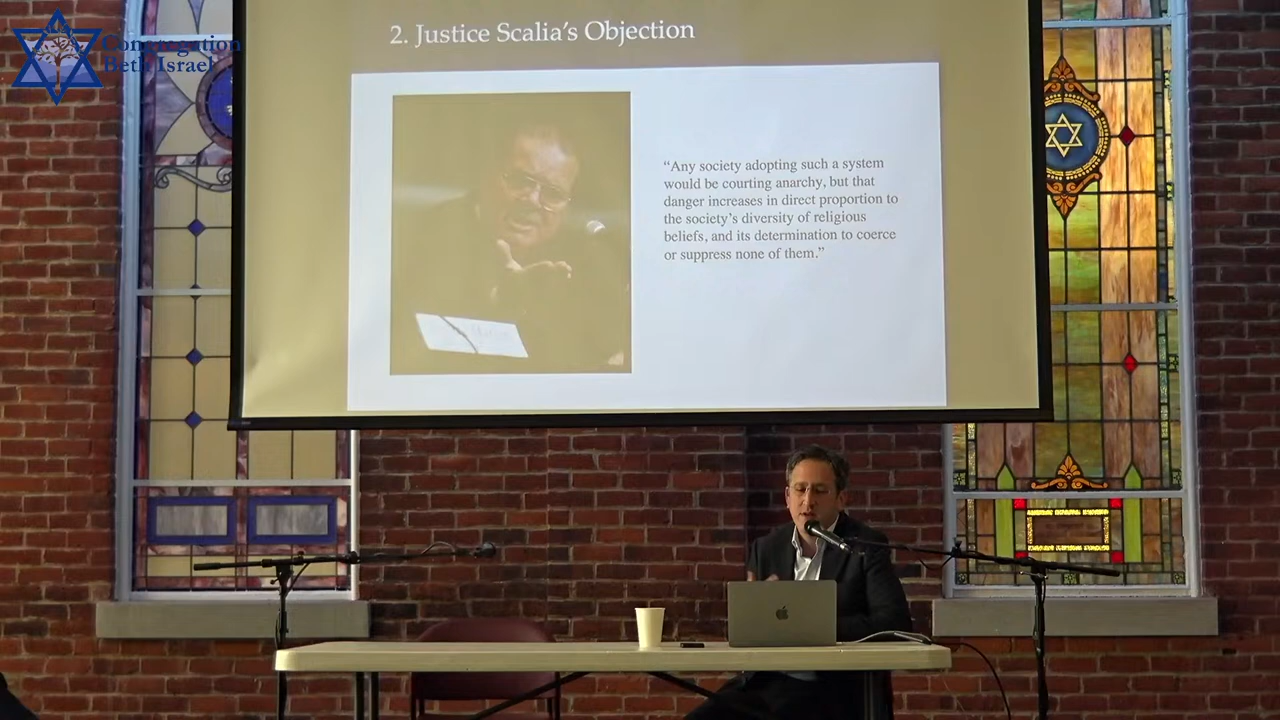 Congregation
Beth Israel
2. Justice Scalia's Objection
“Any society adopting such a system
would be courting anarchy, but that
danger increases in direct proportion to
the society's diversity of religious
beliefs, and its determination to coerce
or suppress none of them.”